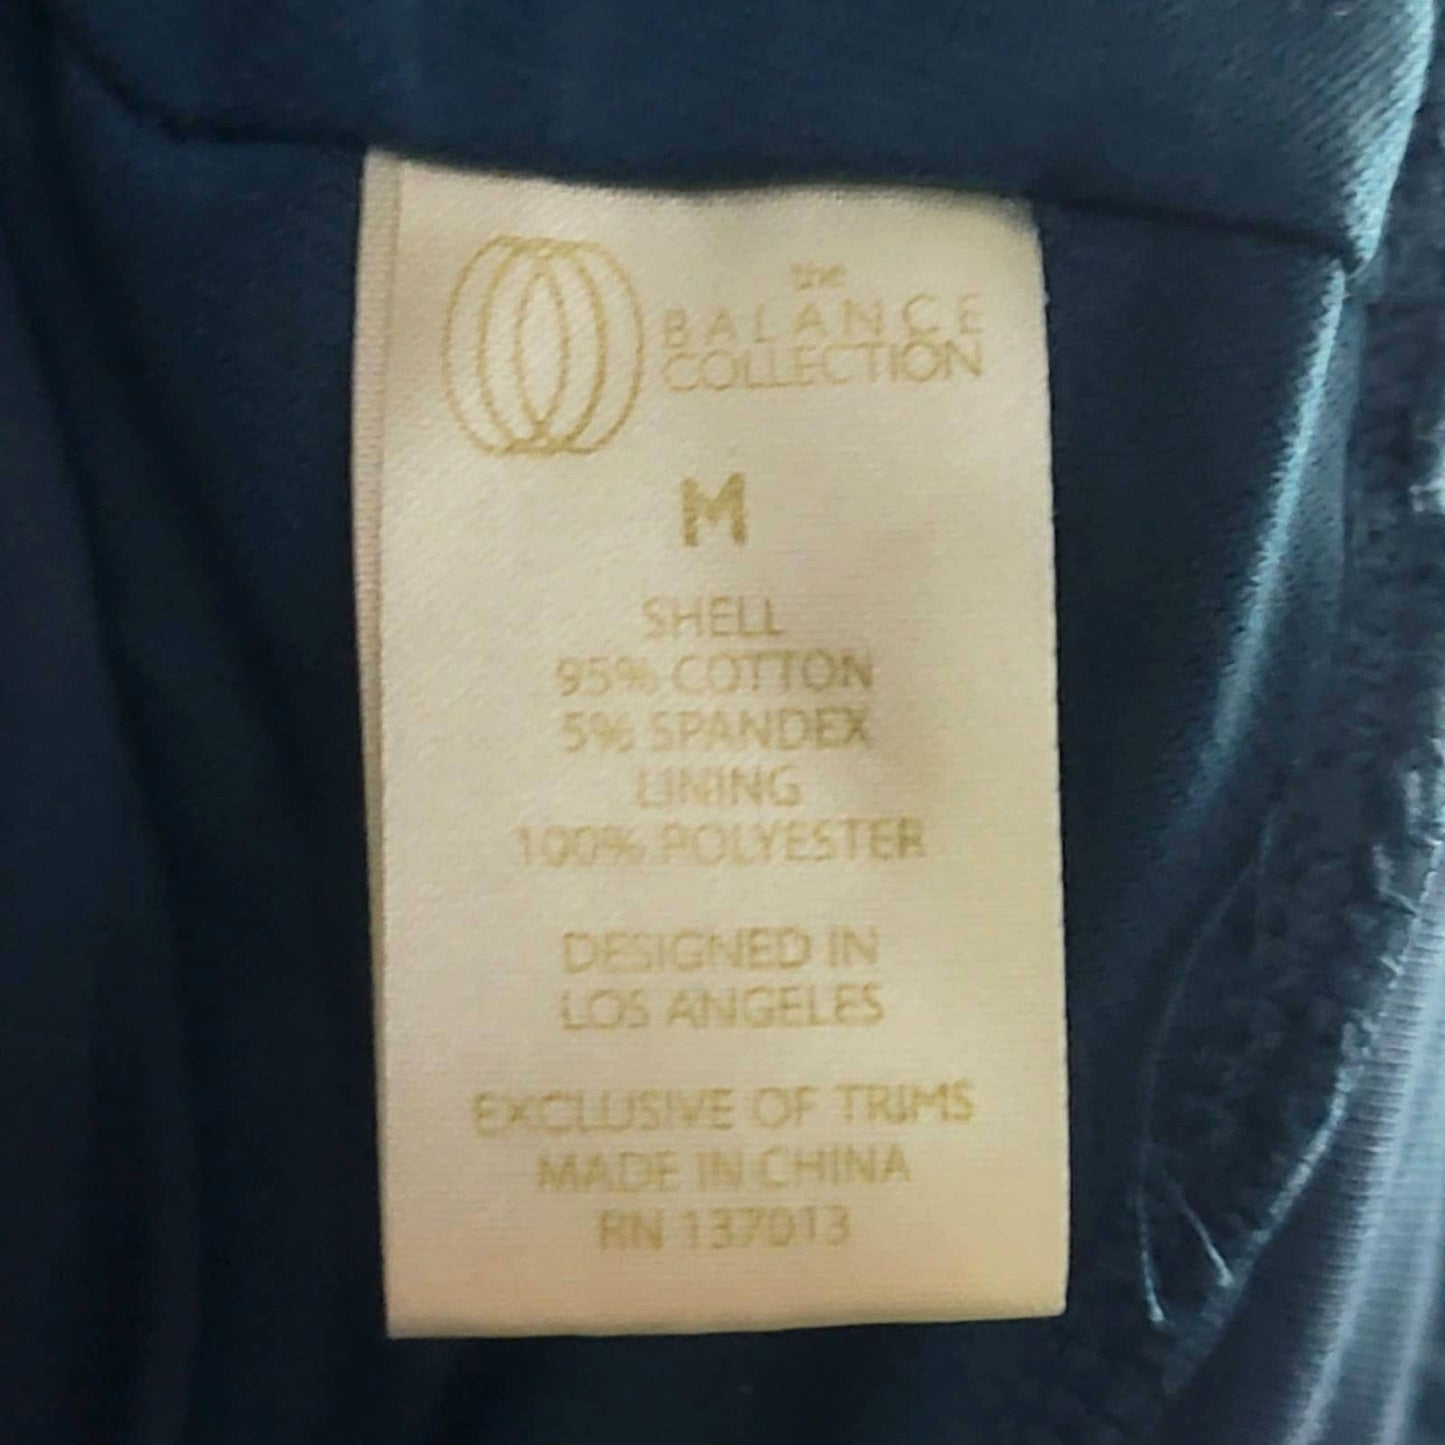 the
BALANCE
COLLECTION
M
SHELL
95% COTTON
5% SPANDEX
LINING
100% POLYESTER
DESIGNED IN
LOS ANGELES
EXCLUSIVE OF TRIMS
MADE IN CHINA
RN 137013